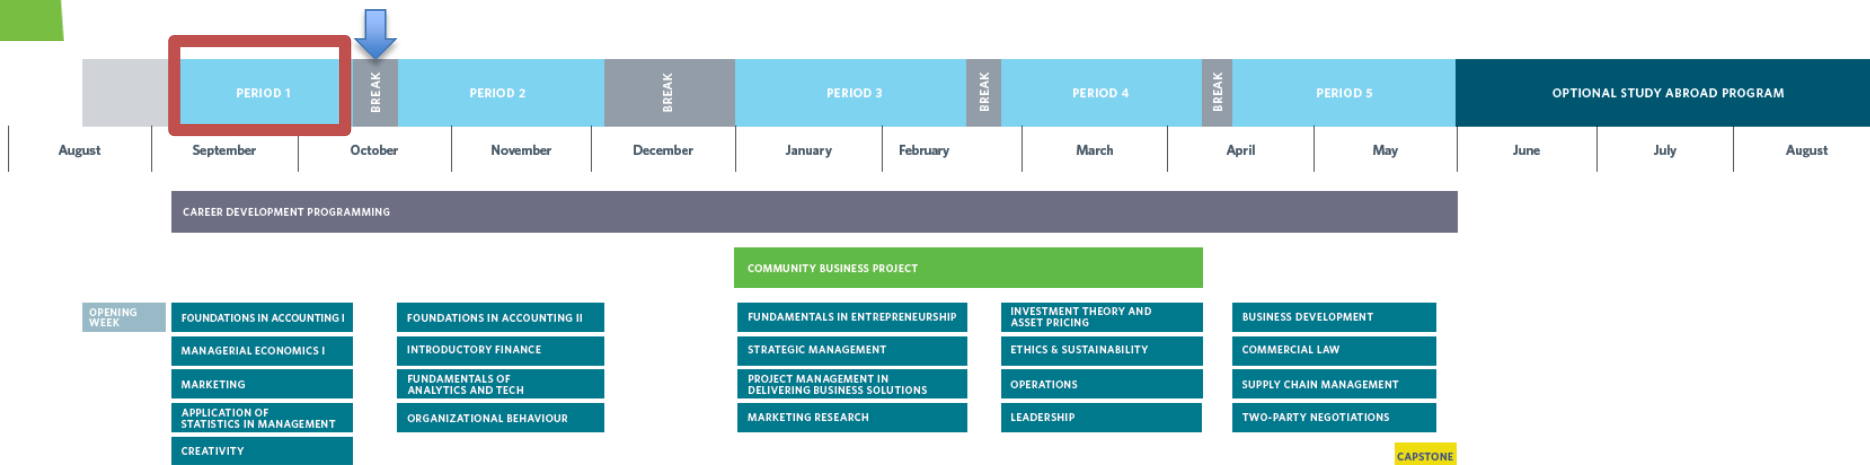 PERIOD 1
BREAK
PERIOD 2
BREAK
PERIOD 3
BREAK
PERIOD 4
BREAK
PERIOD 5
OPTIONAL STUDY ABROAD PROGRAM
August
September
October
November
December
January
February
March
April
May
June
July
August
CAREER DEVELOPMENT PROGRAMMING
COMMUNITY BUSINESS PROJECT
OPENING
WEEK
FOUNDATIONS IN ACCOUNTING I
MANAGERIAL ECONOMICS I
MARKETING
APPLICATION OF
STATISTICS IN MANAGEMENT
CREATIVITY
FOUNDATIONS IN ACCOUNTING II
INTRODUCTORY FINANCE
FUNDAMENTALS OF
ANALYTICS AND TECH
ORGANIZATIONAL BEHAVIOUR
FUNDAMENTALS IN ENTREPRENEURSHIP
STRATEGIC MANAGEMENT
PROJECT MANAGEMENT IN
DELIVERING BUSINESS SOLUTIONS
MARKETING RESEARCH
INVESTMENT THEORY AND
ASSET PRICING
ETHICS & SUSTAINABILITY
OPERATIONS
LEADERSHIP
BUSINESS DEVELOPMENT
COMMERCIAL LAW
SUPPLY CHAIN MANAGEMENT
TWO-PARTY NEGOTIATIONS
CAPSTONE